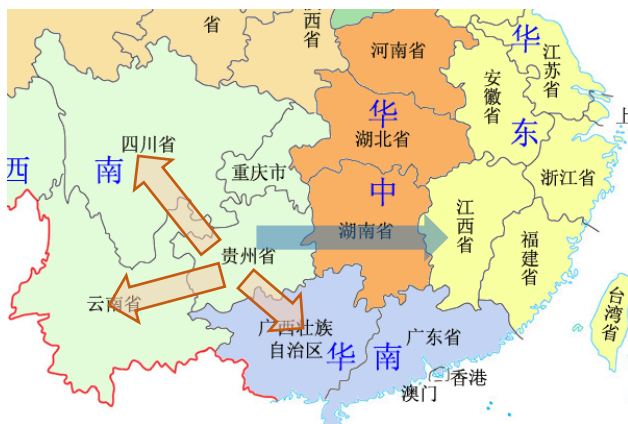 省
西
省
河南省
华
江苏省
安徽省
华
湖北省
东
上
四川省
西
南
重庆市
中
浙江省
江西省
湖南省
福建省
贵州省
云南省
台湾省
广西壮族
自治区
华
南
广东省
香港
澳门